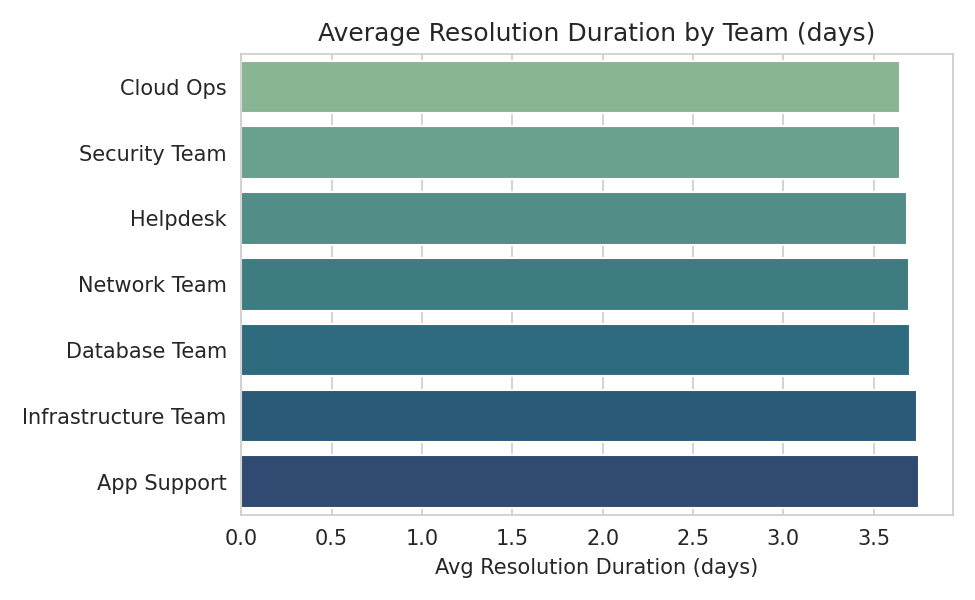 Average Resolution Duration by Team (days)
Cloud Ops
Security Team
Helpdesk
Network Team
Database Team
Infrastructure Team
App Support
0.0 0.5 1.0 1.5 2.0 2.5 3.0 3.5
Avg Resolution Duration (days)